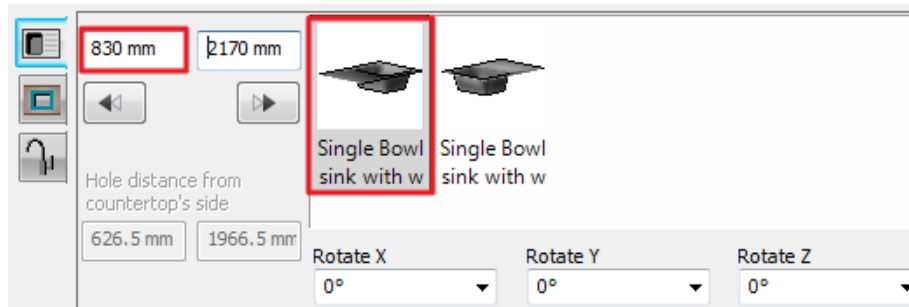 830 mm
2170 mm
Single Bowl
sink with w
Single Bowl
sink with w
Hole distance from
countertop's side
626.5 mm
1966.5 mm
Rotate X
Rotate Y
Rotate Z
0°
0°
0°